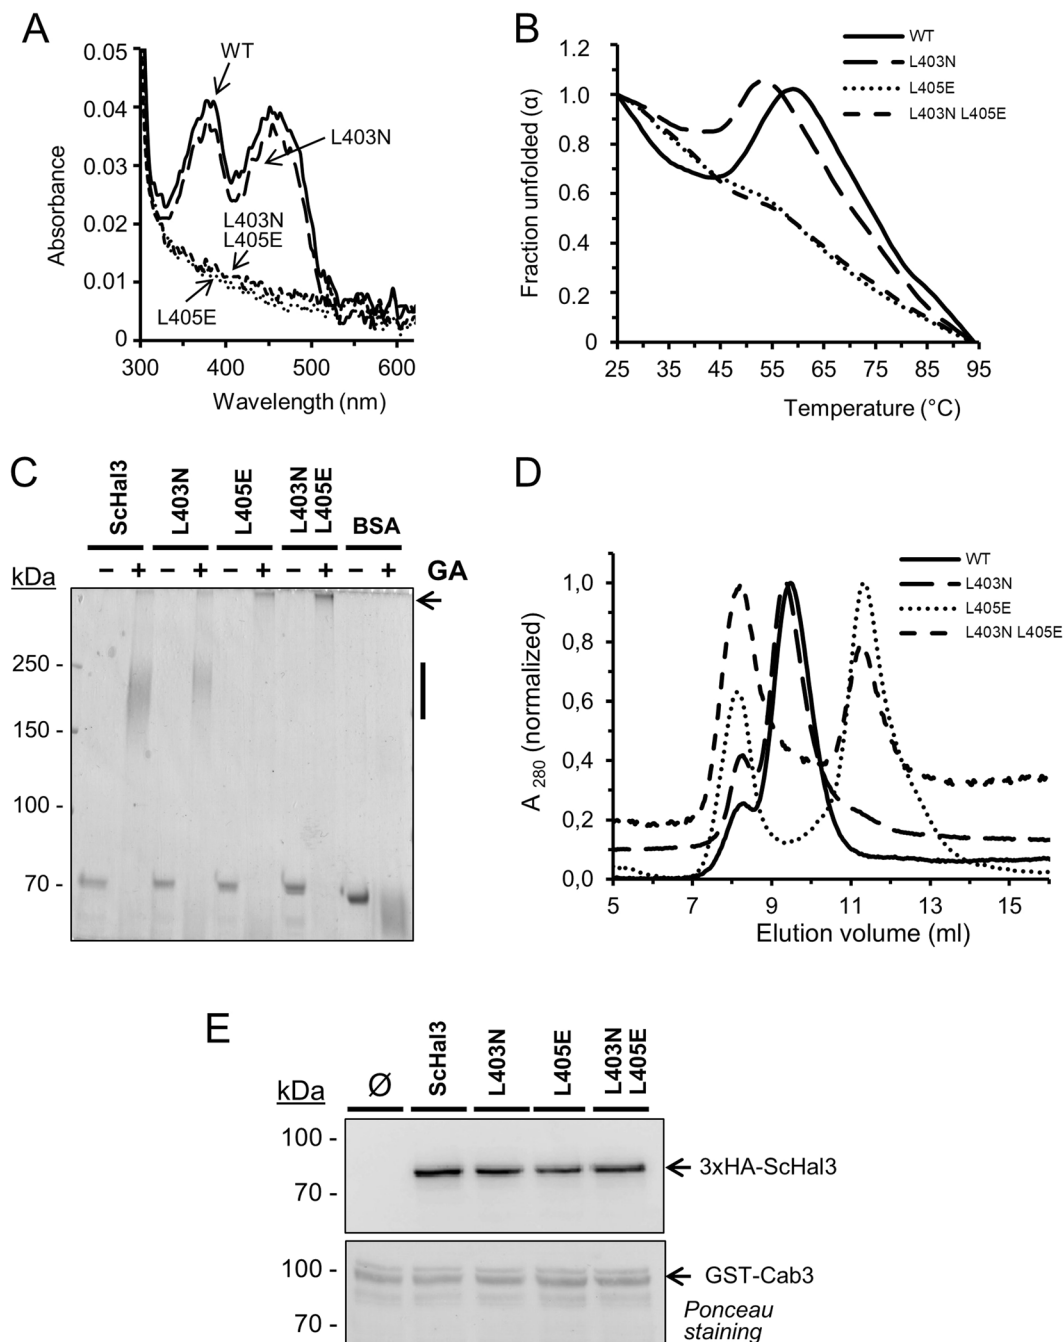 A
0.05
0.04
0.03
0.02
0.01
0
Absorbance
WT
L403N
L403N
L405E
L405E
300 400 500 600
Wavelength (nm)
B
WT
L403N
L405E
L403N L405E
1.2
1.0
0.8
0.6
0.4
0.2
0
Fraction unfolded (α)
25 35 45 55 65 75 85 95
Temperature (°C)
C
ScHal3
L403N
L405E
L403N
L405E
BSA
kDa
− + − + − + − + − + GA
250 -
150 -
100 -
70 -
D
WT
L403N
L405E
L403N L405E
1,0
0,8
0,6
0,4
0,2
0,0
A 280 (normalized)
5 7 9 11 13 15
Elution volume (ml)
E
kDa
Ø
ScHal3
L403N
L405E
L403N
L405E
100 -
70 -
3xHA-ScHal3
100 -
70 -
GST-Cab3
Ponceau
staining